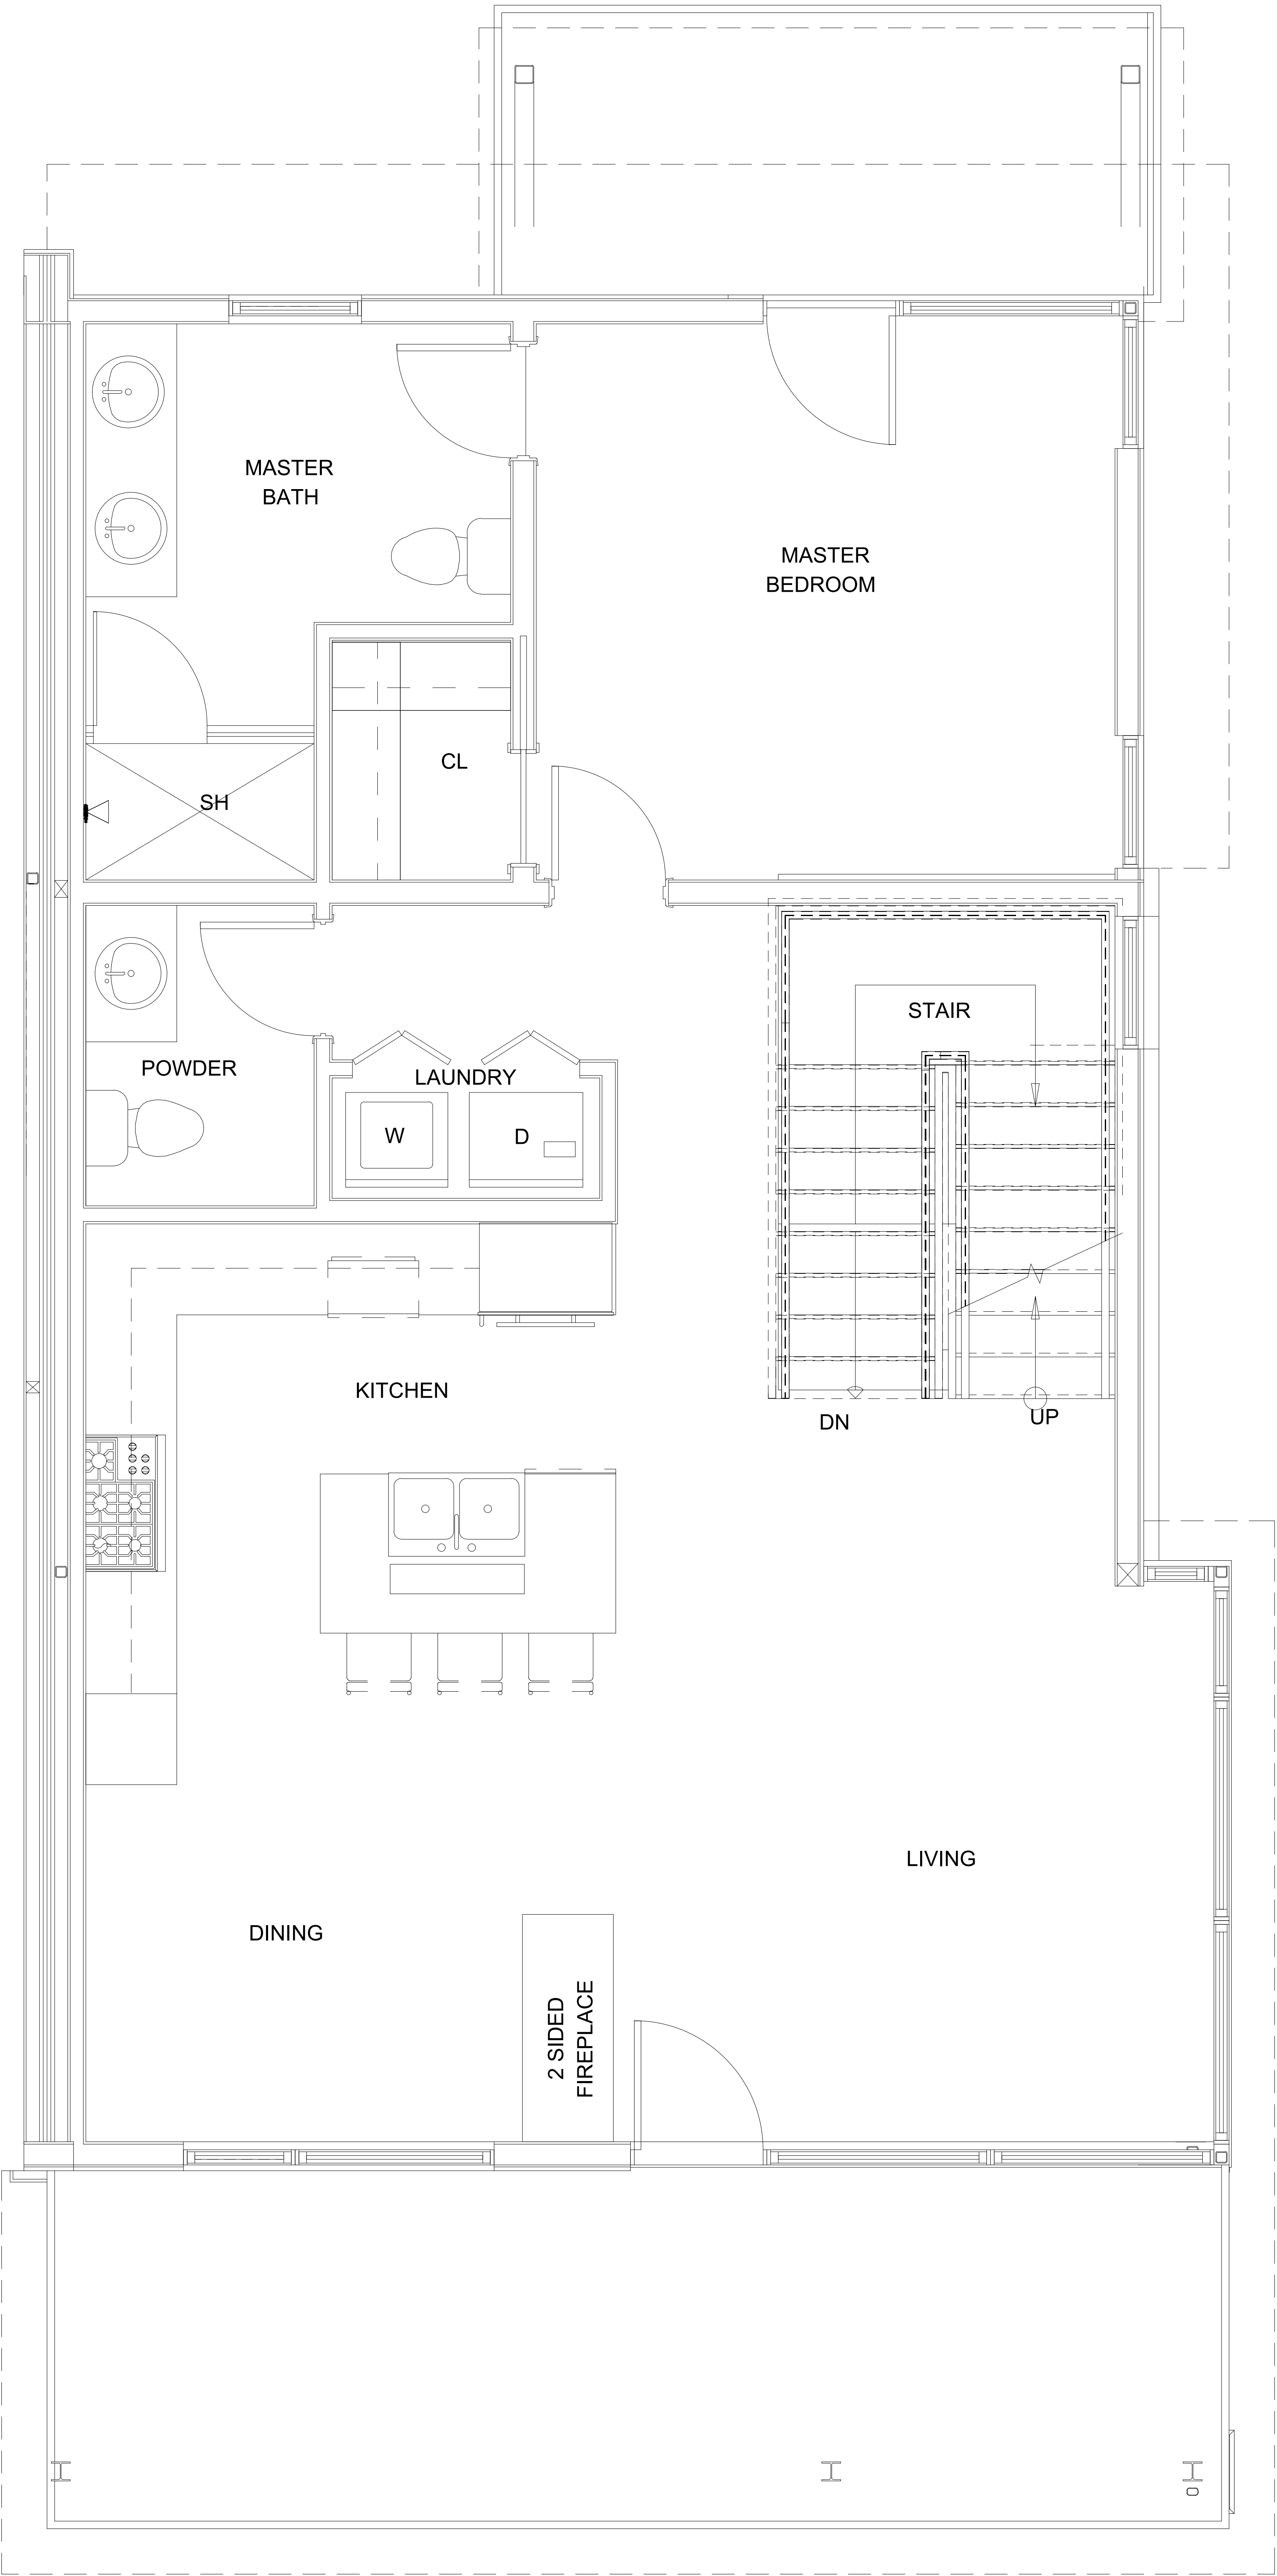 MASTER
BATH
MASTER
BEDROOM
CL
SH
STAIR
POWDER
LAUNDRY
W
D
KITCHEN
DN
UP
LIVING
DINING
2 SIDED
FIREPLACE